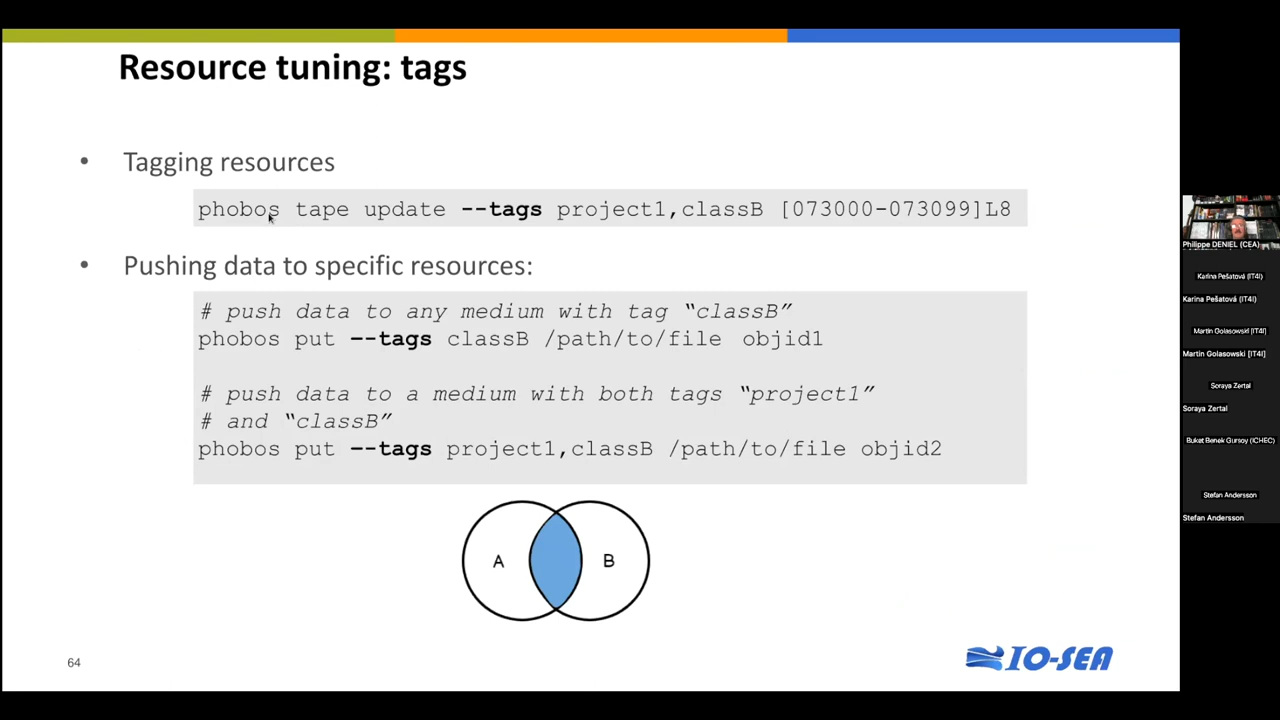 Resource tuning: tags
• Tagging resources
phobos tape update --tags project1,classB [073000-073099]L8
• Pushing data to specific resources:
# push data to any medium with tag “classB”
phobos put --tags classB /path/to/file objid1
# push data to a medium with both tags “project1”
# and “classB”
phobos put --tags project1,classB /path/to/file objid2
A B
64
IO-SEA
Philippe DENIEL (CEA)
Karina Pešatová (IT4I)
Karina Pešatová (IT4I)
Martin Golasowski [IT4I]
Martin Golasowski [IT4I]
Soraya Zertal
Soraya Zertal
Buket Benek Gursoy (ICHEC)
Stefan Andersson
Stefan Andersson